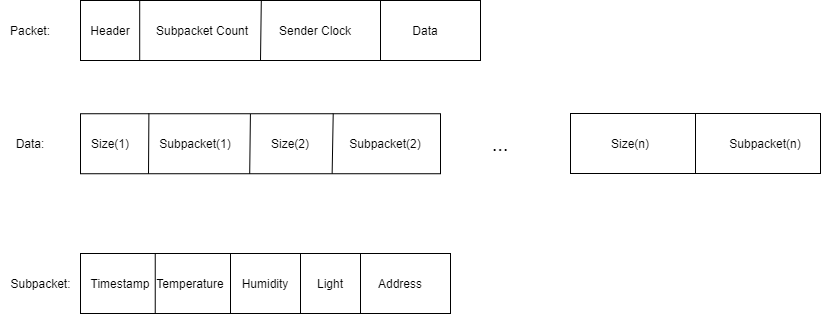 Packet: Header Subpacket Count Sender Clock Data
Data: Size(1) Subpacket(1) Size(2) Subpacket(2) ... Size(n) Subpacket(n)
Subpacket: Timestamp Temperature Humidity Light Address